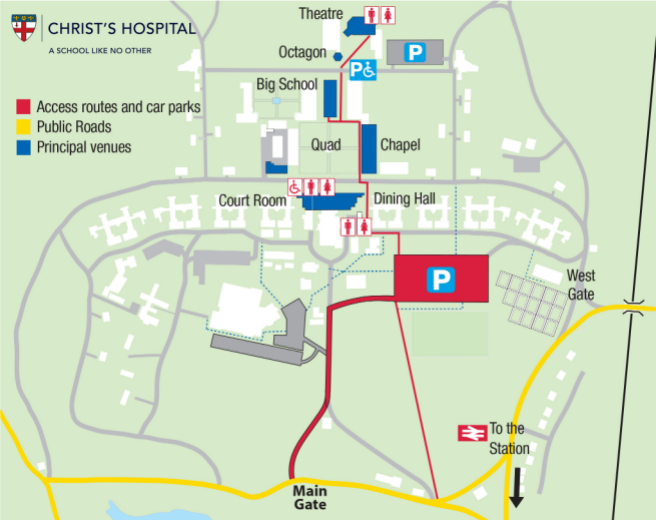 CHRIST'S HOSPITAL
A SCHOOL LIKE NO OTHER
Theatre
P
Octagon
P
Big School
Access routes and car parks
Public Roads
Principal venues
Quad
Chapel
Court Room
Dining Hall
P
West
Gate
To the
Station
Main
Gate